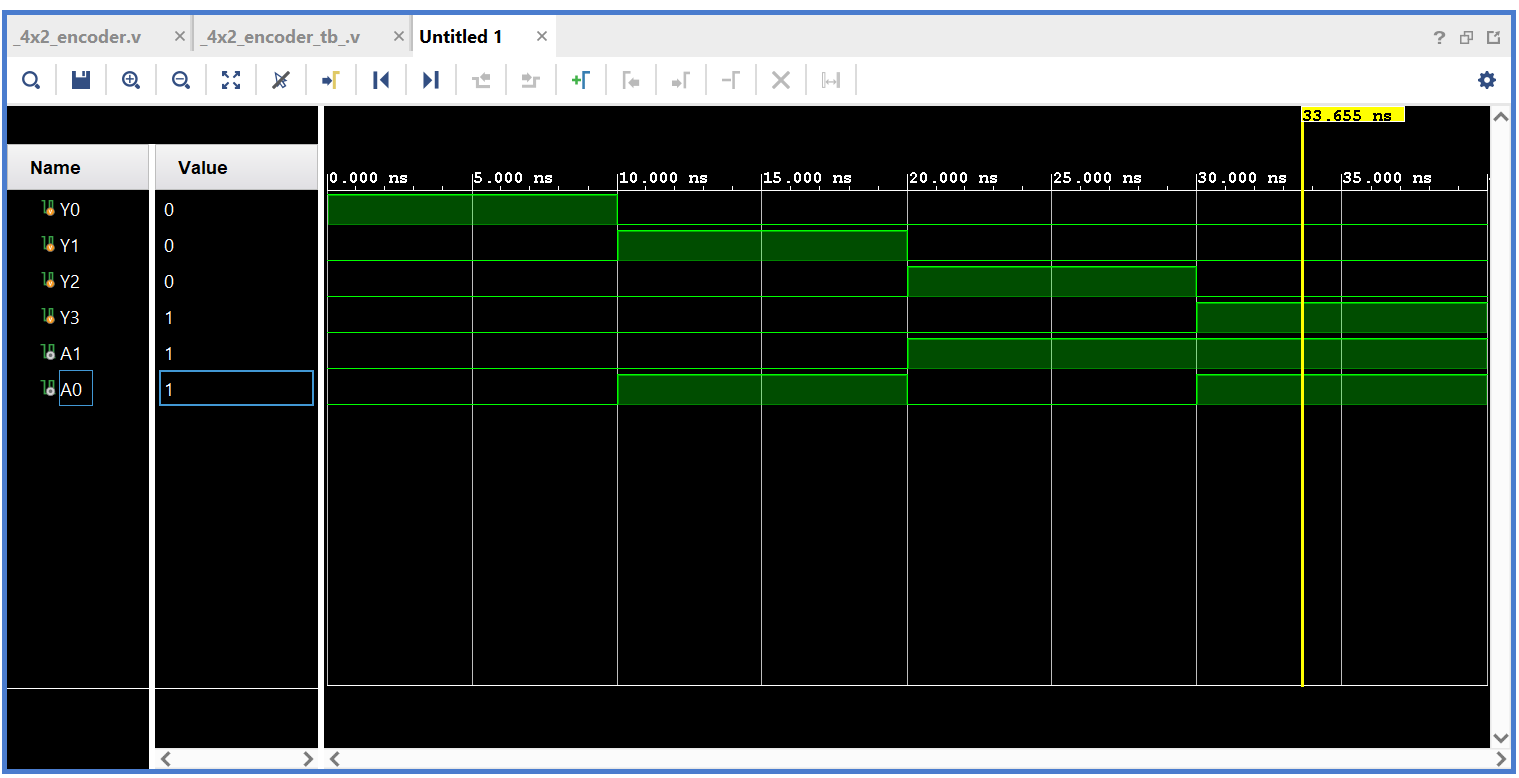 _4x2_encoder.v
_4x2_encoder_tb_.v
Untitled 1
?
33.655 ns
Name Value
0.000 ns 5.000 ns 10.000 ns 15.000 ns 20.000 ns 25.000 ns 30.000 ns 35.000 ns
Y0 0
Y1 0
Y2 0
Y3 1
A1 1
A0 1